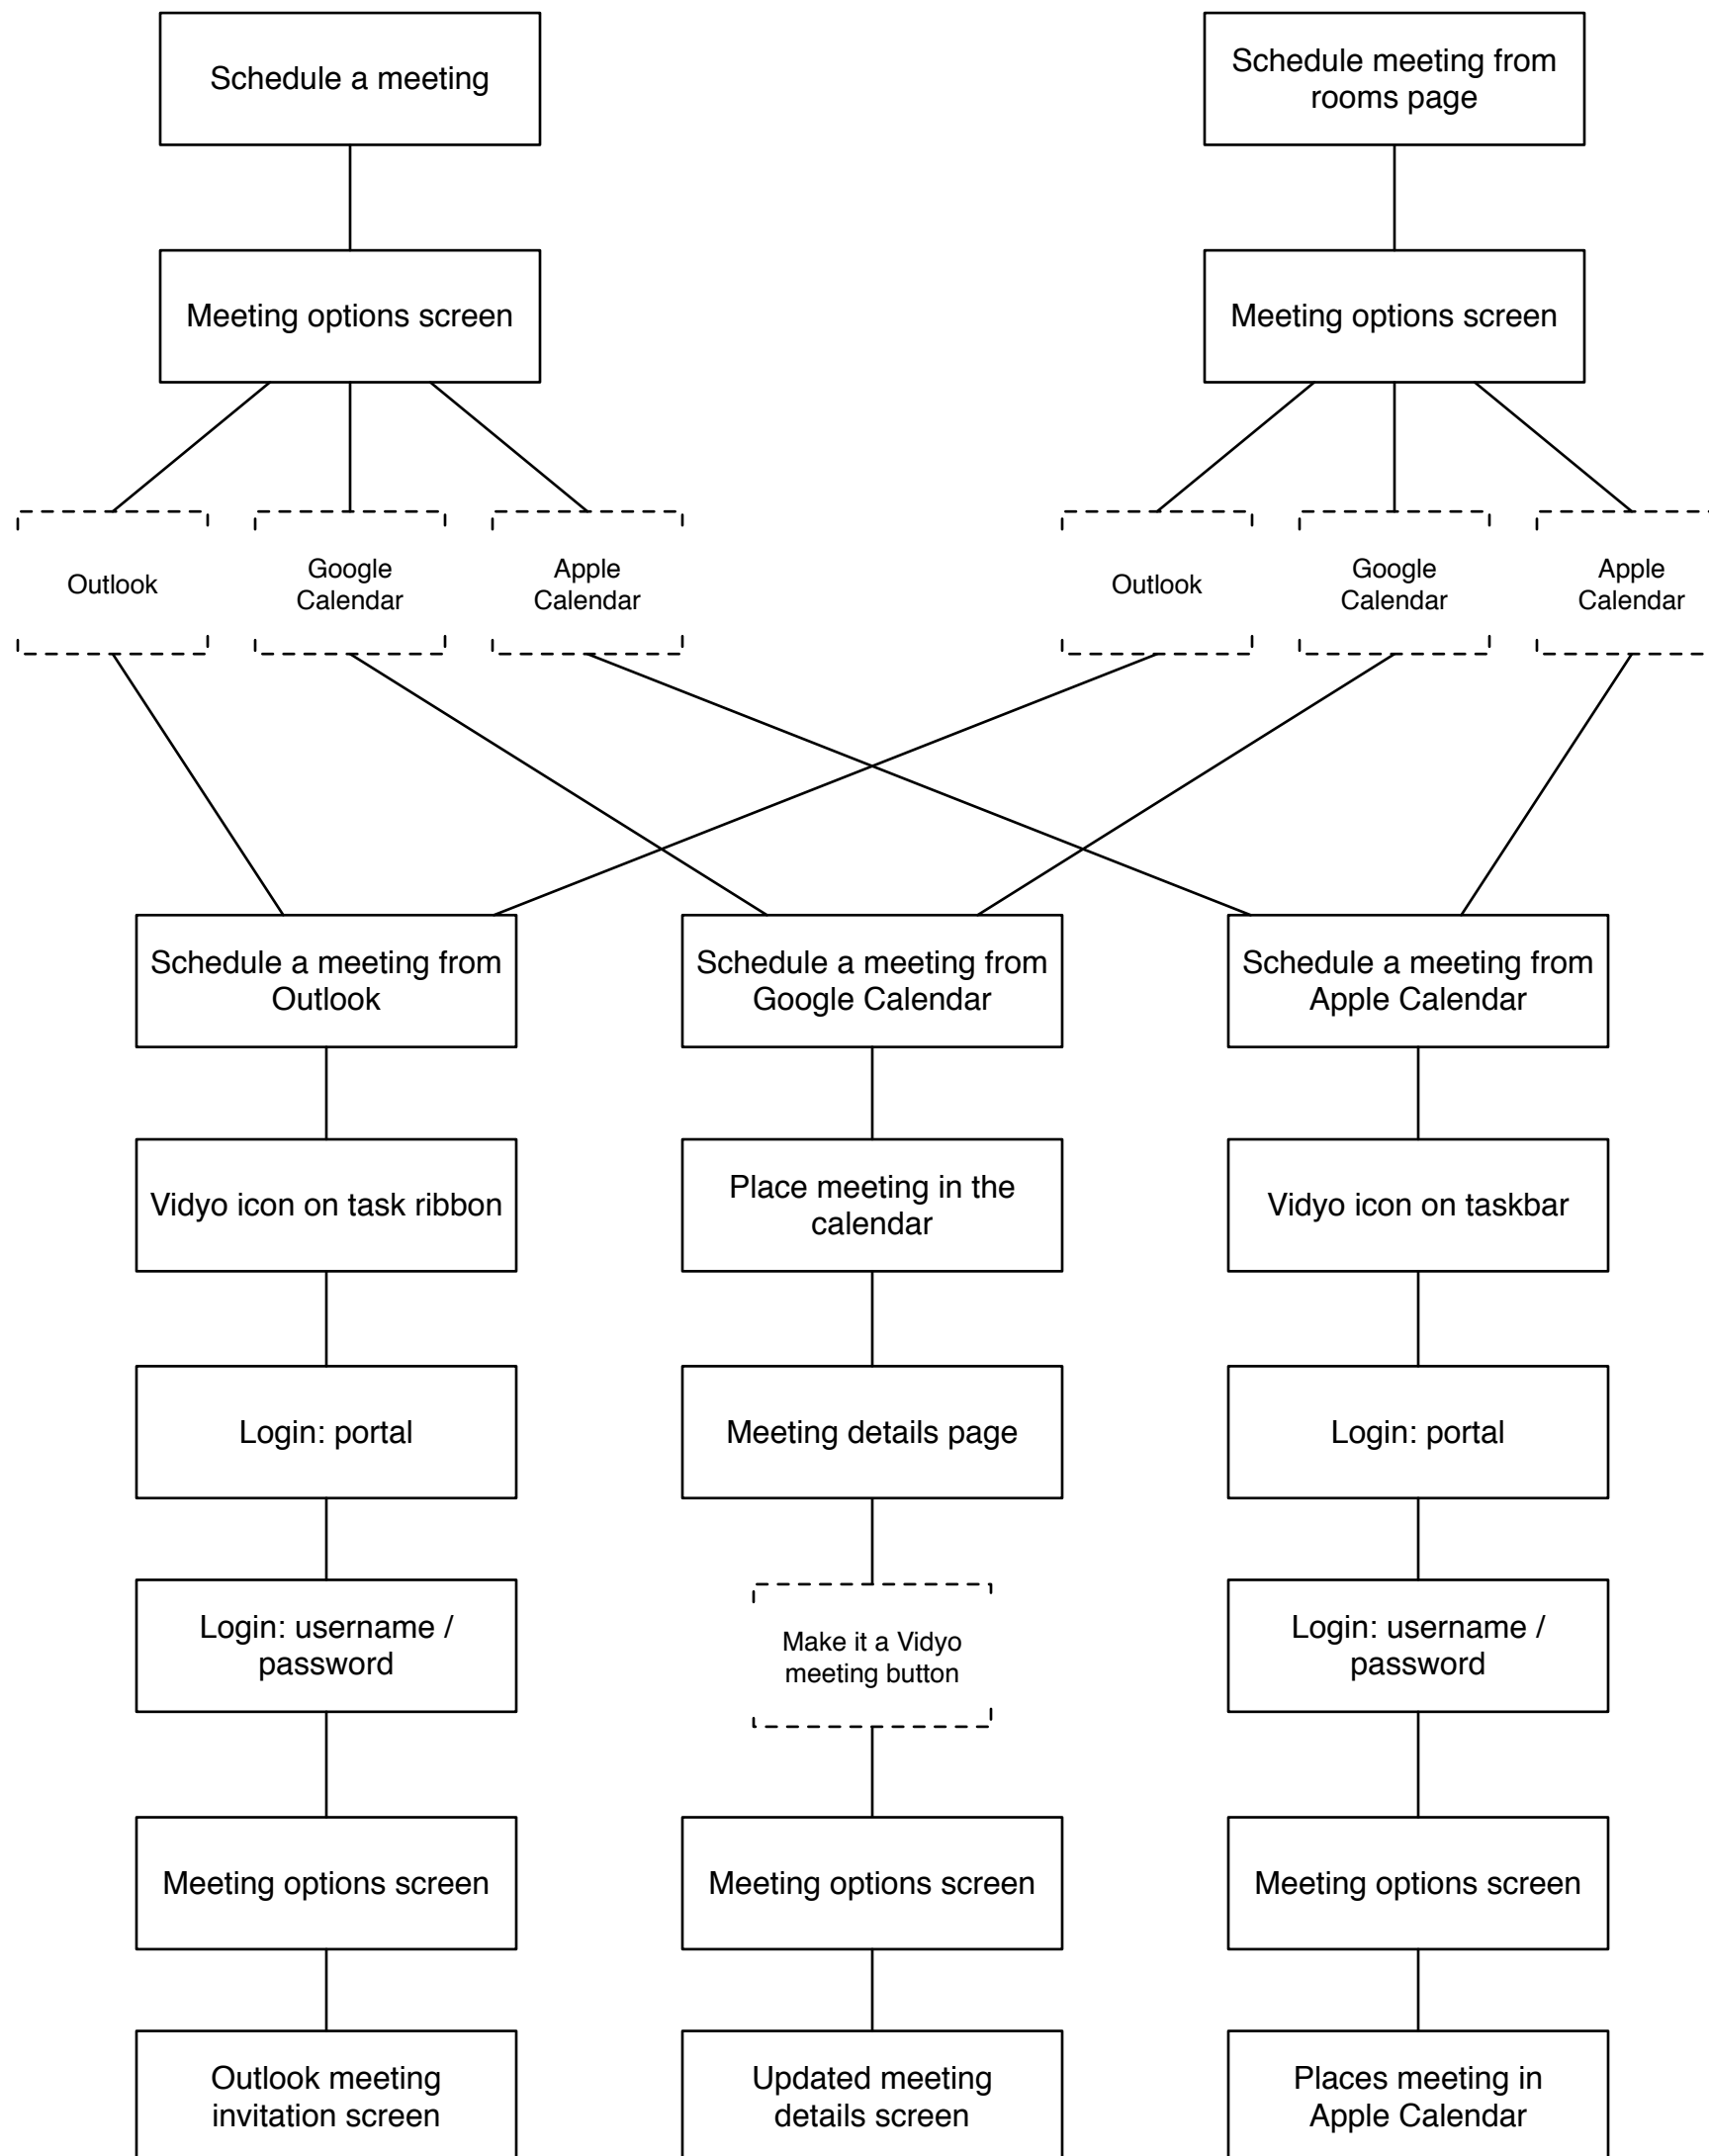 Schedule a meeting
Schedule meeting from
rooms page
Meeting options screen
Meeting options screen
Outlook
Google
Calendar
Apple
Calendar
Outlook
Google
Calendar
Apple
Calendar
Schedule a meeting from
Outlook
Schedule a meeting from
Google Calendar
Schedule a meeting from
Apple Calendar
Vidyo icon on task ribbon
Place meeting in the
calendar
Vidyo icon on taskbar
Login: portal
Meeting details page
Login: portal
Login: username /
password
Make it a Vidyo
meeting button
Login: username /
password
Meeting options screen
Meeting options screen
Meeting options screen
Outlook meeting
invitation screen
Updated meeting
details screen
Places meeting in
Apple Calendar